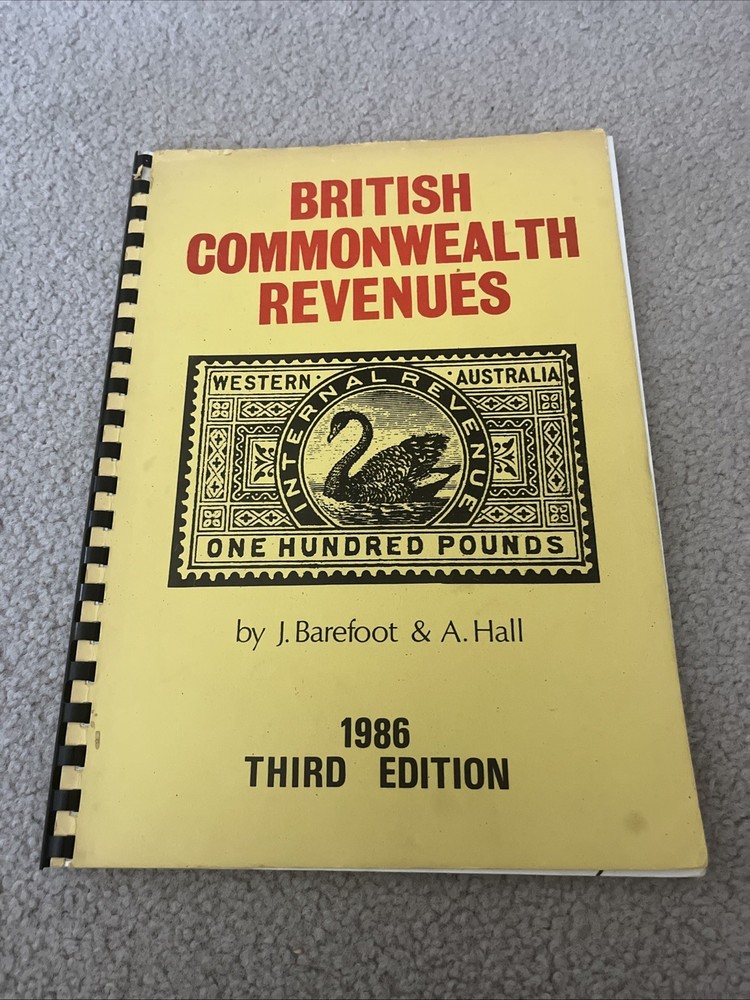 BRITISH
COMMONWEALTH
REVENUES
WESTERN · · AUSTRALIA
INTERNAL REVENUE
ONE HUNDRED POUNDS
by J. Barefoot & A. Hall
1986
THIRD EDITION